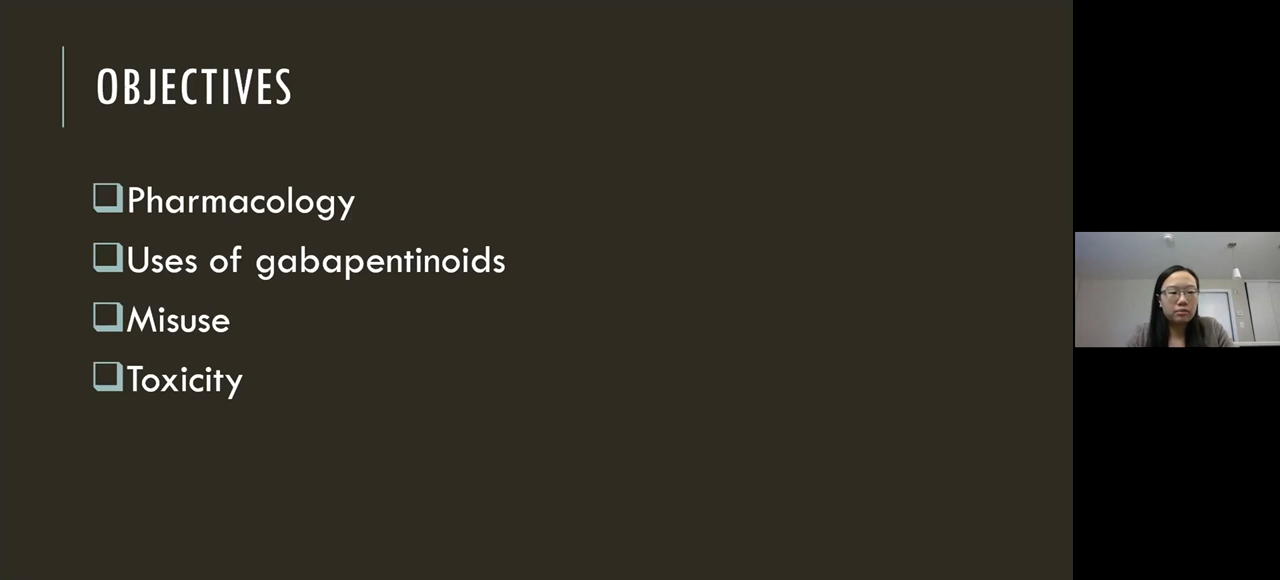 OBJECTIVES
Pharmacology
Uses of gabapentinoids
Misuse
Toxicity